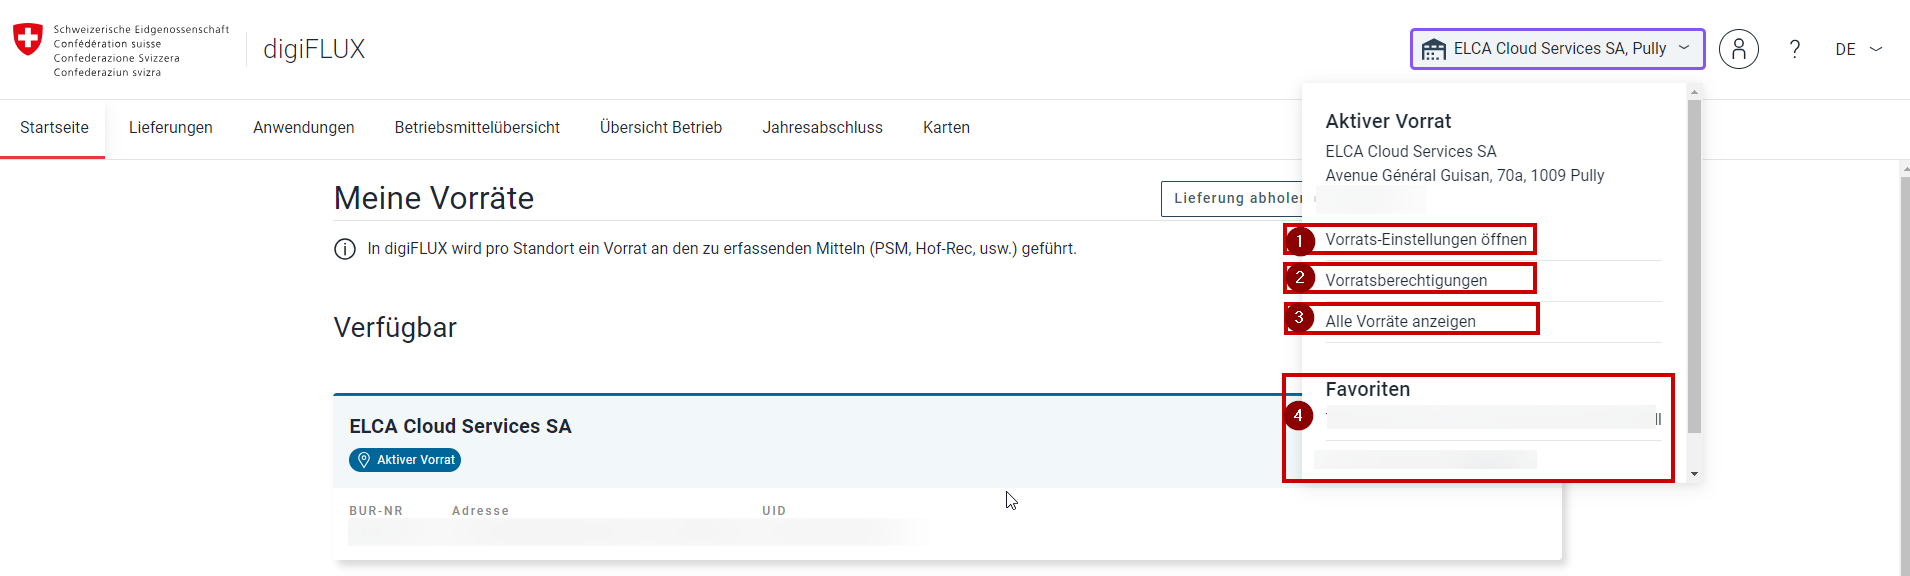 Schweizerische Eidgenossenschaft
Confédération suisse
Confederazione Svizzera
Confederaziun svizra
digiFLUX
ELCA Cloud Services SA, Pully
?
DE
Startseite
Lieferungen
Anwendungen
Betriebsmittelübersicht
Übersicht Betrieb
Jahresabschluss
Karten
Aktiver Vorrat
ELCA Cloud Services SA
Avenue Général Guisan, 70a, 1009 Pully
1 Vorrats-Einstellungen öffnen
2 Vorratsberechtigungen
3 Alle Vorräte anzeigen
Favoriten
4
Meine Vorräte
Lieferung abholen
In digiFLUX wird pro Standort ein Vorrat an den zu erfassenden Mitteln (PSM, Hof-Rec, usw.) geführt.
Verfügbar
ELCA Cloud Services SA
Aktiver Vorrat
BUR-NR
Adresse
UID